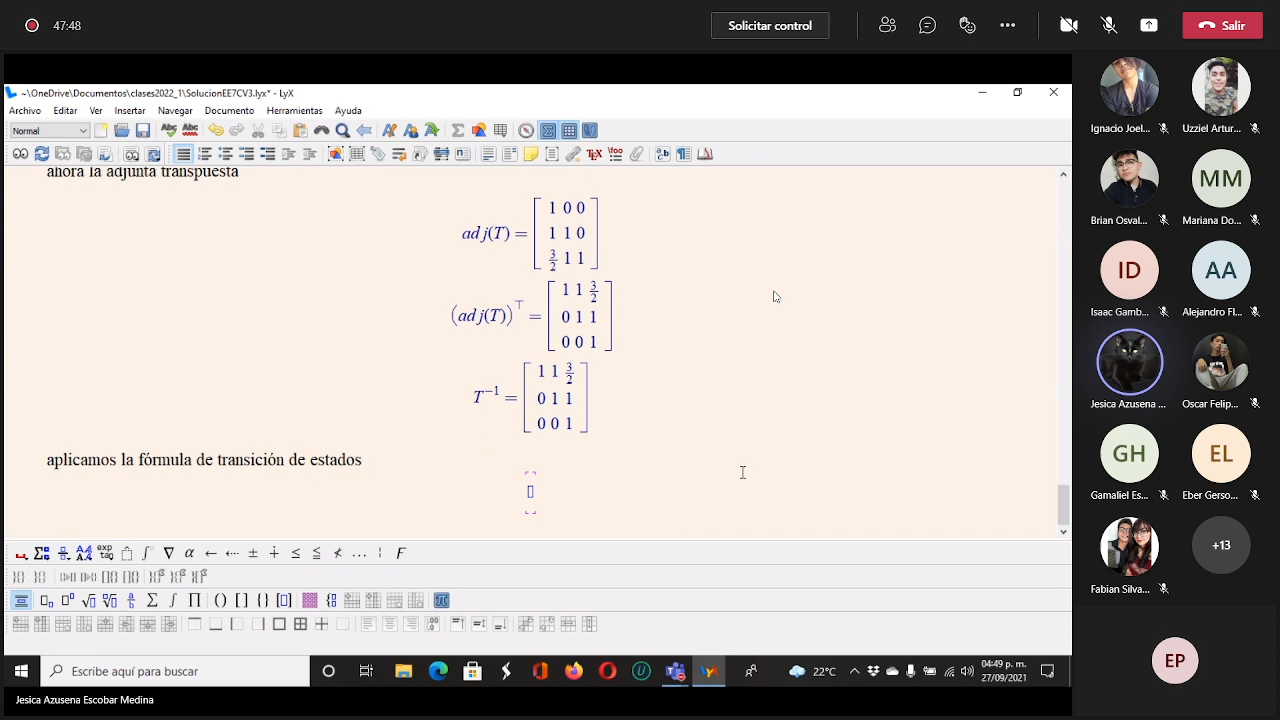 47:48
Solicitar control
Salir
~\OneDrive\Documentos\clases2022_1\SolucionEE7CV3.lyx* - LyX
Archivo Editar Ver Insertar Navegar Documento Herramientas Ayuda
Normal
ahora la adjunta transpuesta
adj(T) = [ 1 0 0
1 1 0
3/2 1 1 ]
(adj(T))⊤ = [ 1 1 3/2
0 1 1
0 0 1 ]
T−1 = [ 1 1 3/2
0 1 1
0 0 1 ]
aplicamos la fórmula de transición de estados
Escribe aquí para buscar
22°C
04:49 p. m.
27/09/2021
Jesica Azusena Escobar Medina
Ignacio Joel...
Uzziel Artur...
Brian Osval...
MM
Mariana Do...
ID
Isaac Gamb...
AA
Alejandro Fl...
Jesica Azusena ...
Oscar Felip...
GH
Gamaliel Es...
EL
Eber Gerso...
Fabian Silva...
+13
EP